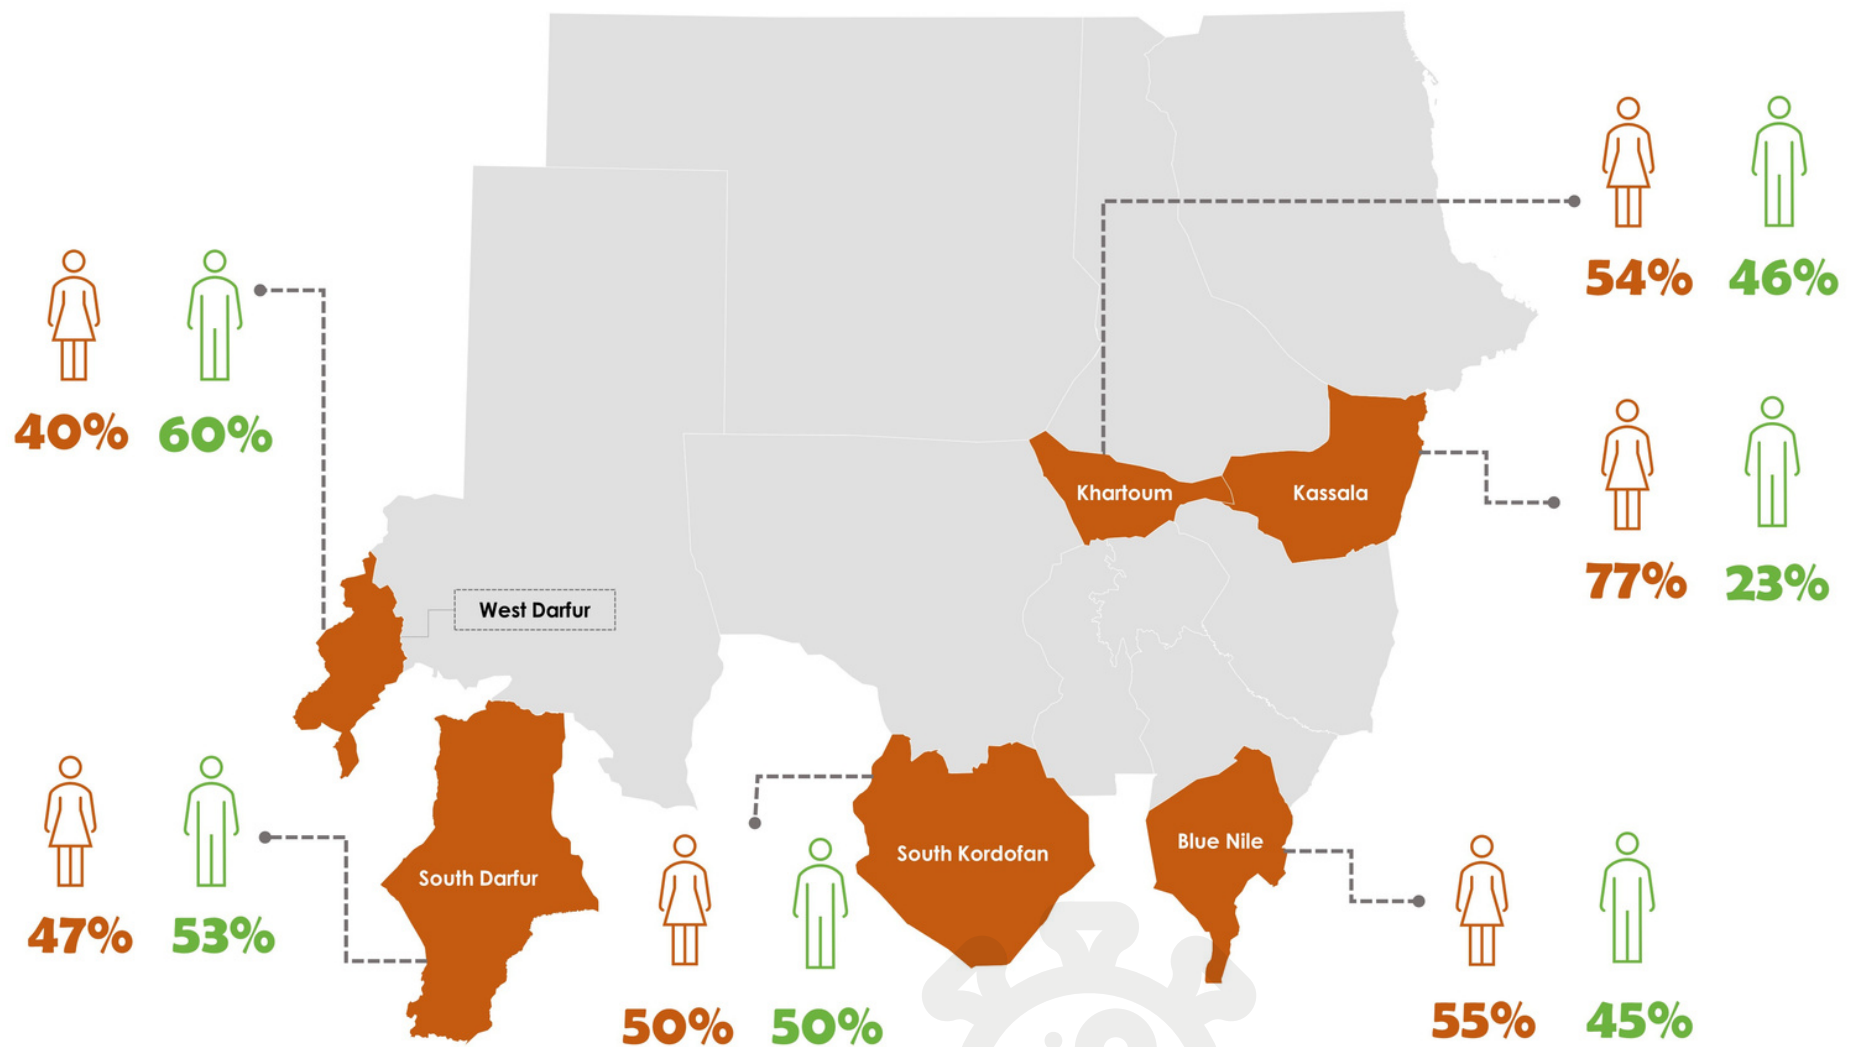 54% 46%
40% 60%
Khartoum
Kassala
77% 23%
West Darfur
South Darfur
South Kordofan
Blue Nile
47% 53%
50% 50%
55% 45%